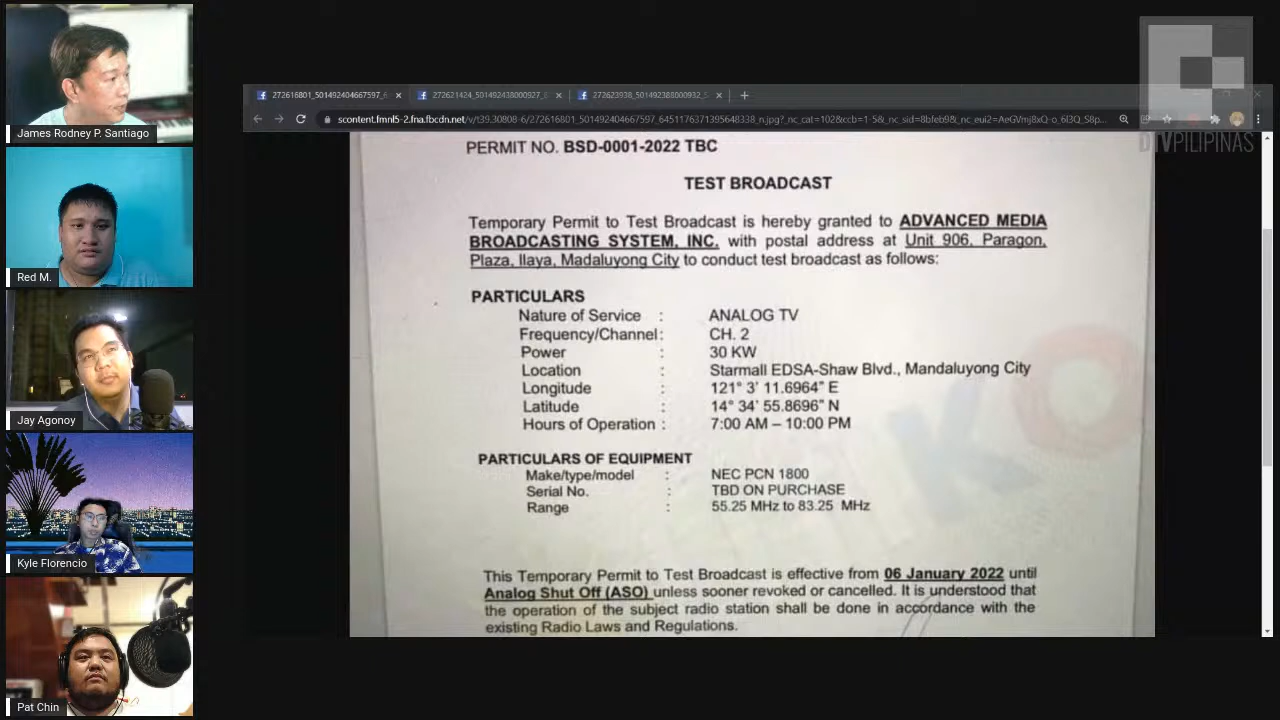 James Rodney P. Santiago
Red M.
Jay Agonoy
Kyle Florencio
Pat Chin
DTVPILIPINAS
PERMIT NO. BSD-0001-2022 TBC
TEST BROADCAST
Temporary Permit to Test Broadcast is hereby granted to ADVANCED MEDIA
BROADCASTING SYSTEM, INC. with postal address at Unit 906, Paragon,
Plaza, Ilaya, Madaluyong City to conduct test broadcast as follows:
PARTICULARS
Nature of Service : ANALOG TV
Frequency/Channel: CH. 2
Power : 30 KW
Location : Starmall EDSA-Shaw Blvd., Mandaluyong City
Longitude : 121° 3' 11.6964" E
Latitude : 14° 34' 55.8696" N
Hours of Operation : 7:00 AM – 10:00 PM
PARTICULARS OF EQUIPMENT
Make/type/model : NEC PCN 1800
Serial No. : TBD ON PURCHASE
Range : 55.25 MHz to 83.25 MHz
This Temporary Permit to Test Broadcast is effective from 06 January 2022 until
Analog Shut Off (ASO) unless sooner revoked or cancelled. It is understood that
the operation of the subject radio station shall be done in accordance with the
existing Radio Laws and Regulations.